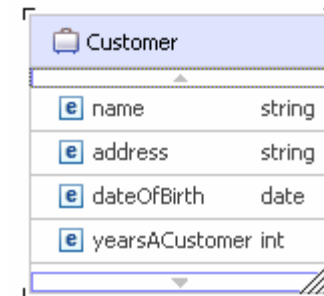 Customer
e name string
e address string
e dateOfBirth date
e yearsACustomer int